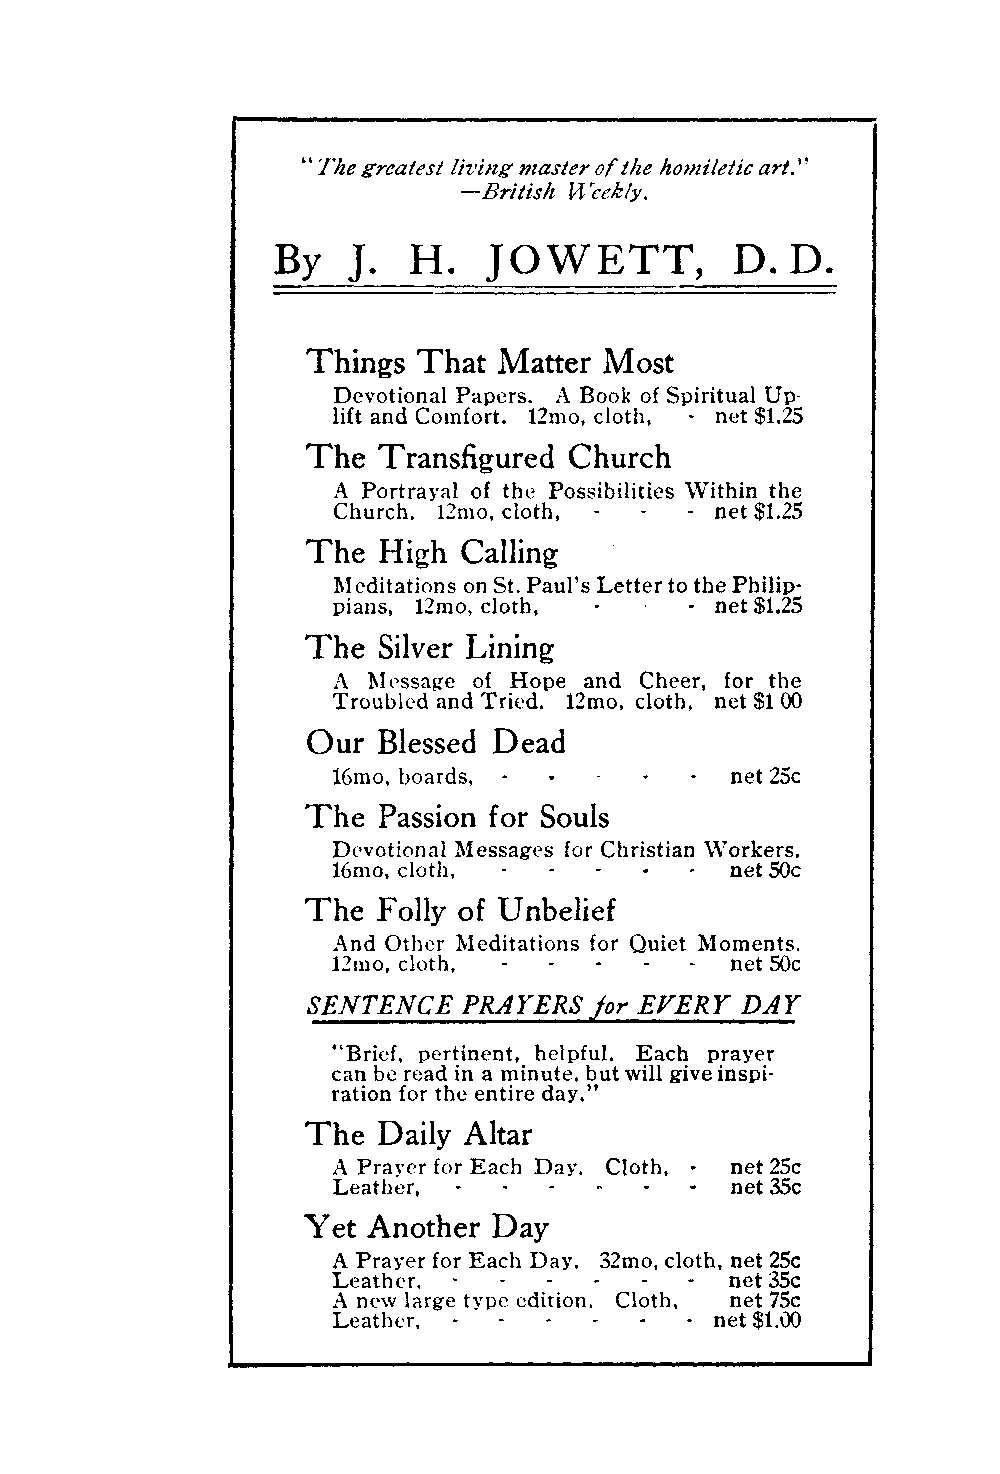 "The greatest living master of the homiletic art."
—British Weekly.
By J. H. JOWETT, D. D.
Things That Matter Most
Devotional Papers. A Book of Spiritual Up-
lift and Comfort. 12mo, cloth, - net $1.25
The Transfigured Church
A Portrayal of the Possibilities Within the
Church. 12mo, cloth, - - - net $1.25
The High Calling
Meditations on St. Paul's Letter to the Philip-
pians, 12mo, cloth, - - - net $1.25
The Silver Lining
A Message of Hope and Cheer, for the
Troubled and Tried. 12mo, cloth, net $1 00
Our Blessed Dead
16mo, boards, - - - - - net 25c
The Passion for Souls
Devotional Messages for Christian Workers.
16mo, cloth, - - - - - net 50c
The Folly of Unbelief
And Other Meditations for Quiet Moments.
12mo, cloth, - - - - - net 50c
SENTENCE PRAYERS for EVERY DAY
"Brief, pertinent, helpful. Each prayer
can be read in a minute, but will give inspi-
ration for the entire day."
The Daily Altar
A Prayer for Each Day. Cloth, - net 25c
Leather, - - - - - - net 35c
Yet Another Day
A Prayer for Each Day. 32mo, cloth, net 25c
Leather, - - - - - - net 35c
A new large type edition. Cloth, net 75c
Leather, - - - - - - net $1.00